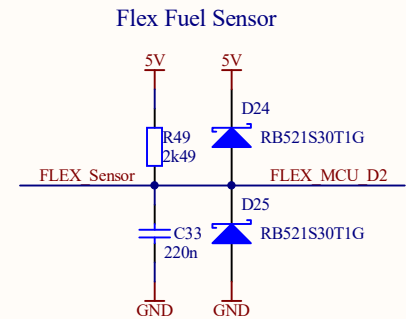 Flex Fuel Sensor
5V
5V
D24
R49
2k49
RB521S30T1G
FLEX_Sensor
FLEX_MCU_D2
D25
C33
220n
RB521S30T1G
GND
GND